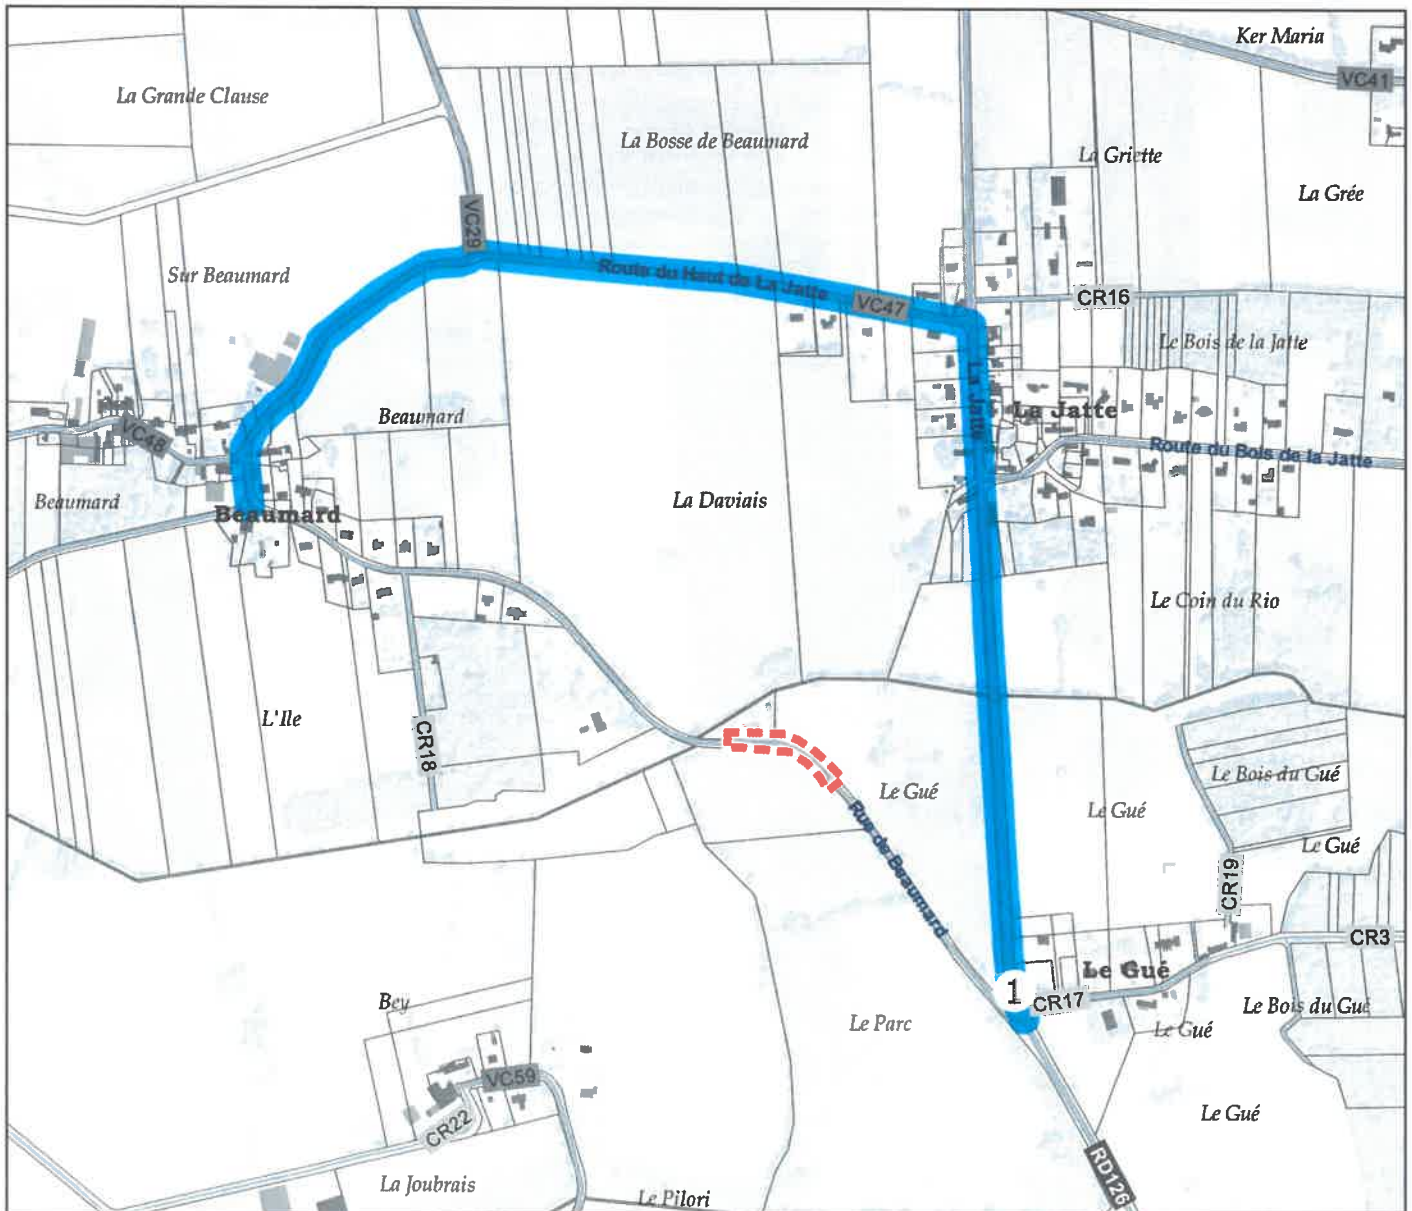 Ker Maria
VC41
La Grande Clause
La Bosse de Beaumard
La Griette
La Grée
VC29
Sur Beaumard
Route du Haut de La Jatte
VC47
CR16
Le Bois de la Jatte
La Jatte
La Jatte
Beaumard
VC48
Route du Bois de la Jatte
Beaumard
La Daviais
Beaumard
Le Coin du Rio
L'Ile
CR18
Le Bois du Gué
Le Gué
Le Gué
Rue de Beaumard
Le Gué
CR19
CR3
Le Gué
Bey
1
CR17
Le Bois du Gué
Le Parc
Le Gué
VC59
CR22
Le Gué
RD126
La Joubrais
Le Pilori